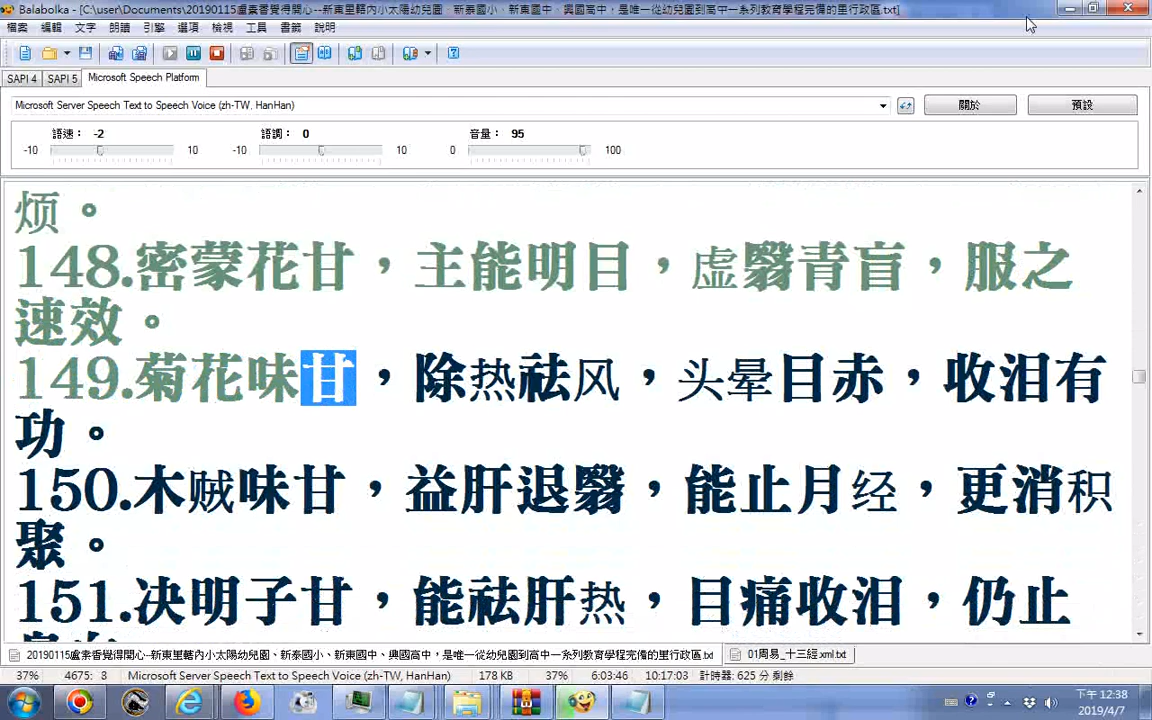 Balabolka - [C:\user\Documents\20190115盧素香覺得開心--新東里轄內小太陽幼兒園、新泰國小、新東國中、興國高中，是唯一從幼兒園到高中一系列教育學程完備的里行政區.txt]
檔案 編輯 文字 朗讀 引擎 選項 檢視 工具 書籤 說明
SAPI 4 SAPI 5 Microsoft Speech Platform
Microsoft Server Speech Text to Speech Voice (zh-TW, HanHan) 關於 預設
語速： -2 語調： 0 音量： 95
-10 10 -10 10 0 100
烦。
148.密蒙花甘，主能明目，虚翳青盲，服之
速效。
149.菊花味甘，除热祛风，头晕目赤，收泪有
功。
150.木贼味甘，益肝退翳，能止月经，更消积
聚。
151.决明子甘，能祛肝热，目痛收泪，仍止
20190115盧素香覺得開心--新東里轄內小太陽幼兒園、新泰國小、新東國中、興國高中，是唯一從幼兒園到高中一系列教育學程完備的里行政區.txt 01周易_十三經.xml.txt
37% 4675: 8 Microsoft Server Speech Text to Speech Voice (zh-TW, HanHan) 178 KB 37% 6:03:46 10:17:03 計時器: 625 分 剩餘
下午 12:38
2019/4/7